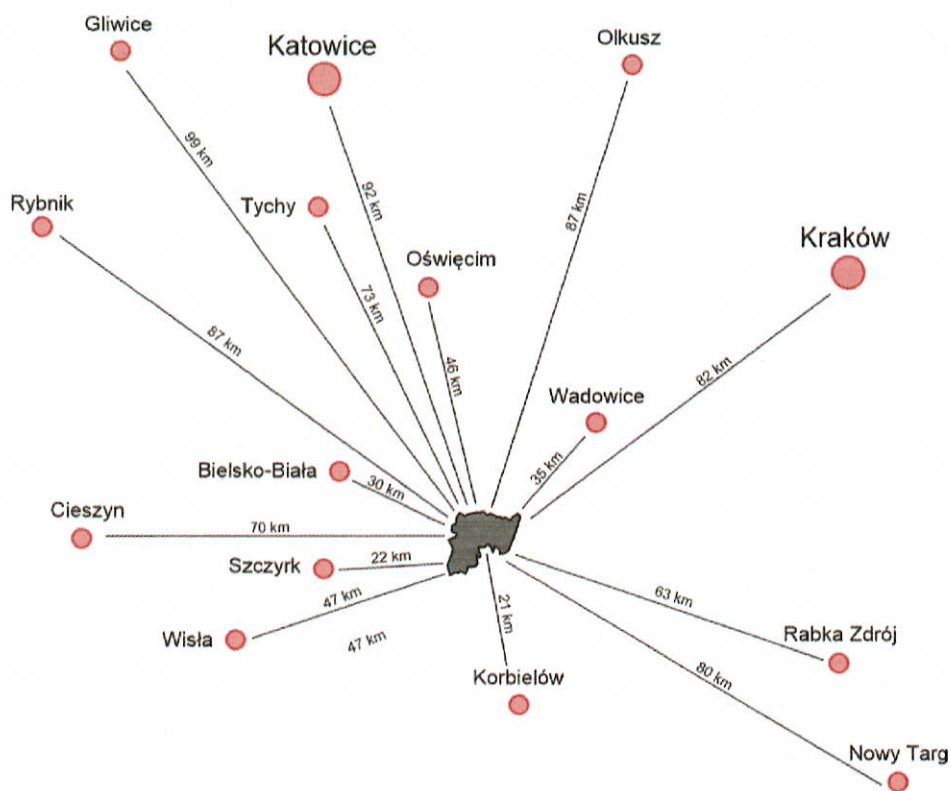 Gliwice
Katowice
Olkusz
99 km
92 km
87 km
Rybnik
Tychy
Oświęcim
Kraków
87 km
73 km
46 km
82 km
Wadowice
35 km
Bielsko-Biała
30 km
Cieszyn
70 km
Szczyrk
22 km
47 km
Wisła
47 km
21 km
63 km
Korbielów
Rabka Zdrój
80 km
Nowy Targ